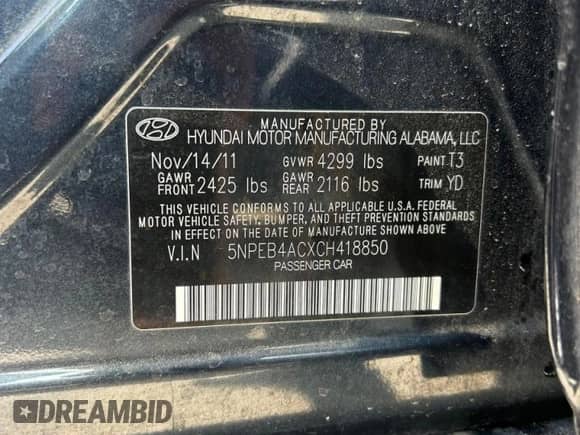 MANUFACTURED BY
HYUNDAI MOTOR MANUFACTURING ALABAMA, LLC
Nov/14/11 GVWR 4299 lbs PAINT T3
GAWR FRONT 2425 lbs GAWR REAR 2116 lbs TRIM YD
THIS VEHICLE CONFORMS TO ALL APPLICABLE U.S.A. FEDERAL
MOTOR VEHICLE SAFETY, BUMPER, AND THEFT PREVENTION STANDARDS
IN EFFECT ON THE DATE OF MANUFACTURE SHOWN ABOVE.
V.I.N 5NPEB4ACXCH418850
PASSENGER CAR
DREAMBID